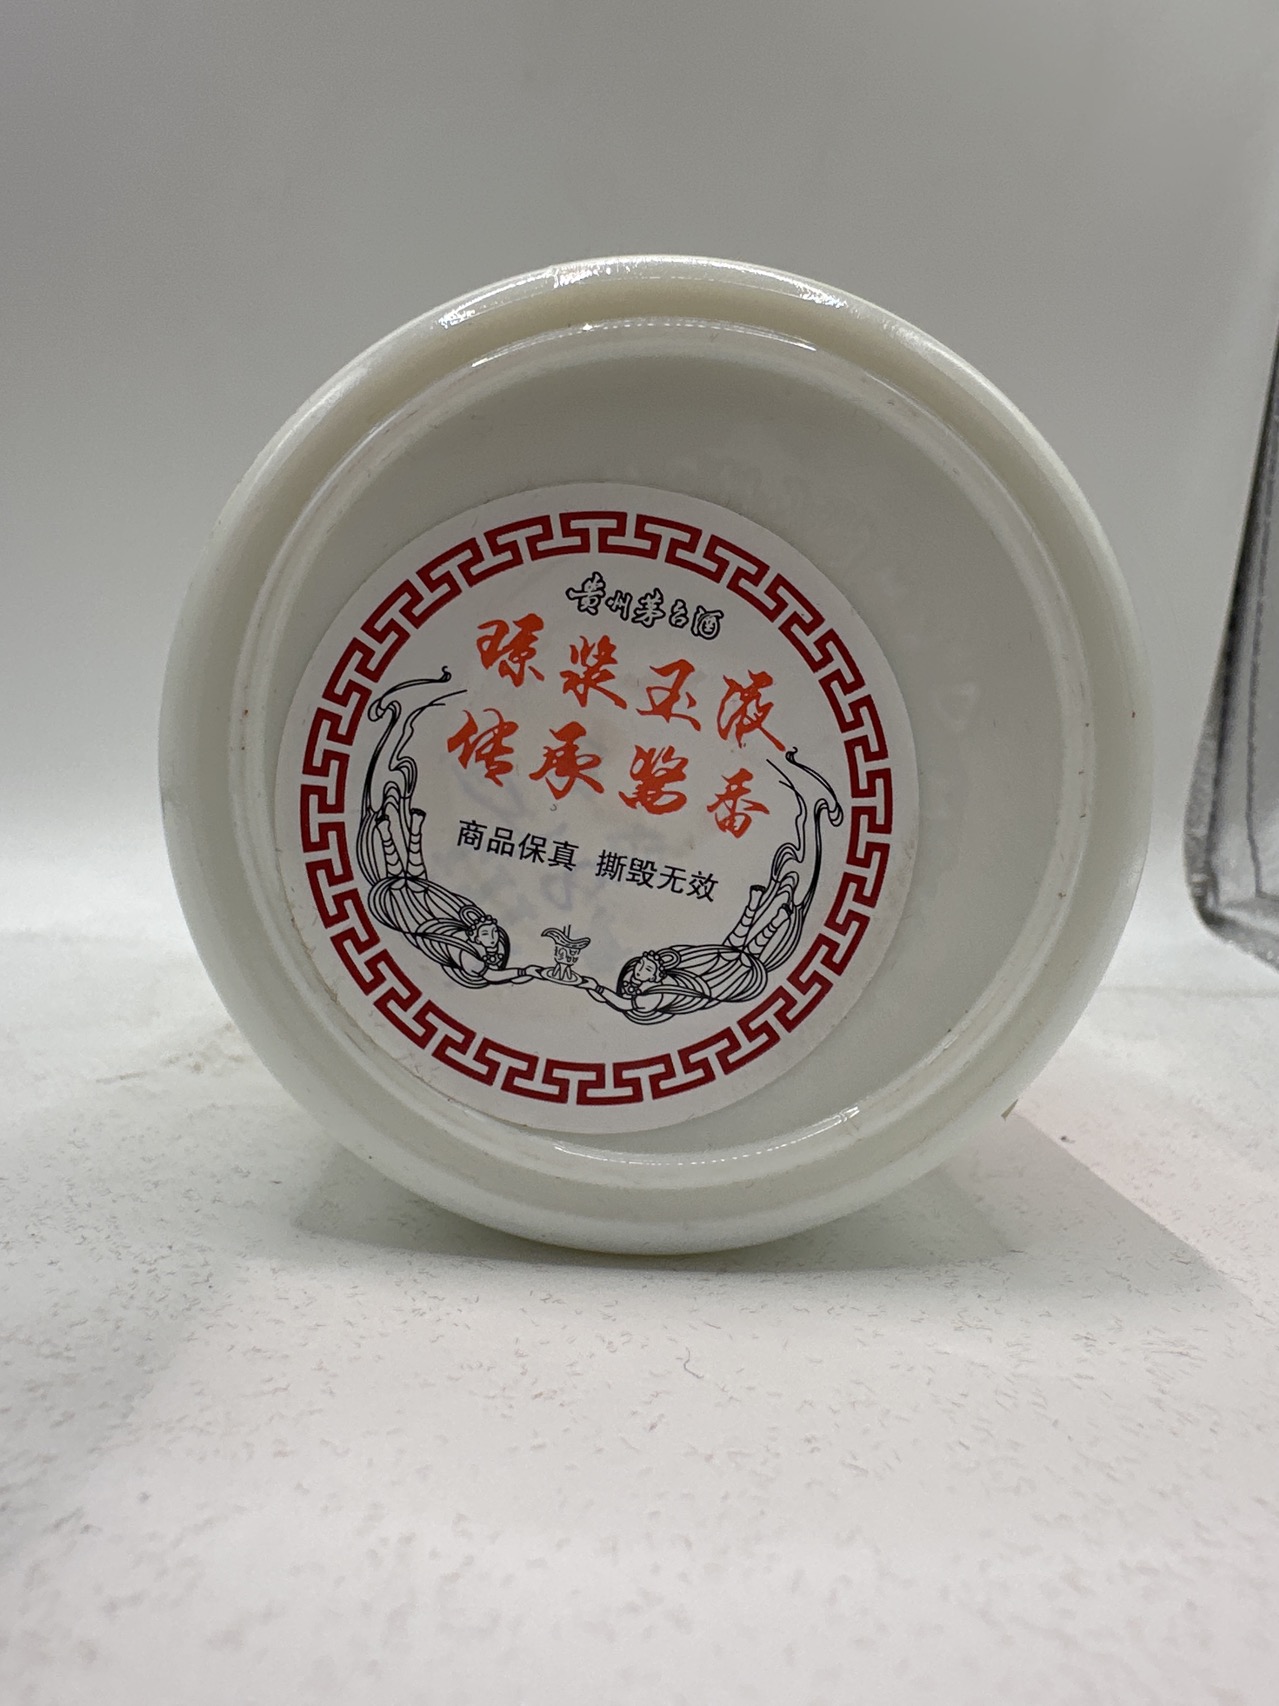 贵州茅台酒
琼浆玉液
传承酱香
商品保真 撕毁无效